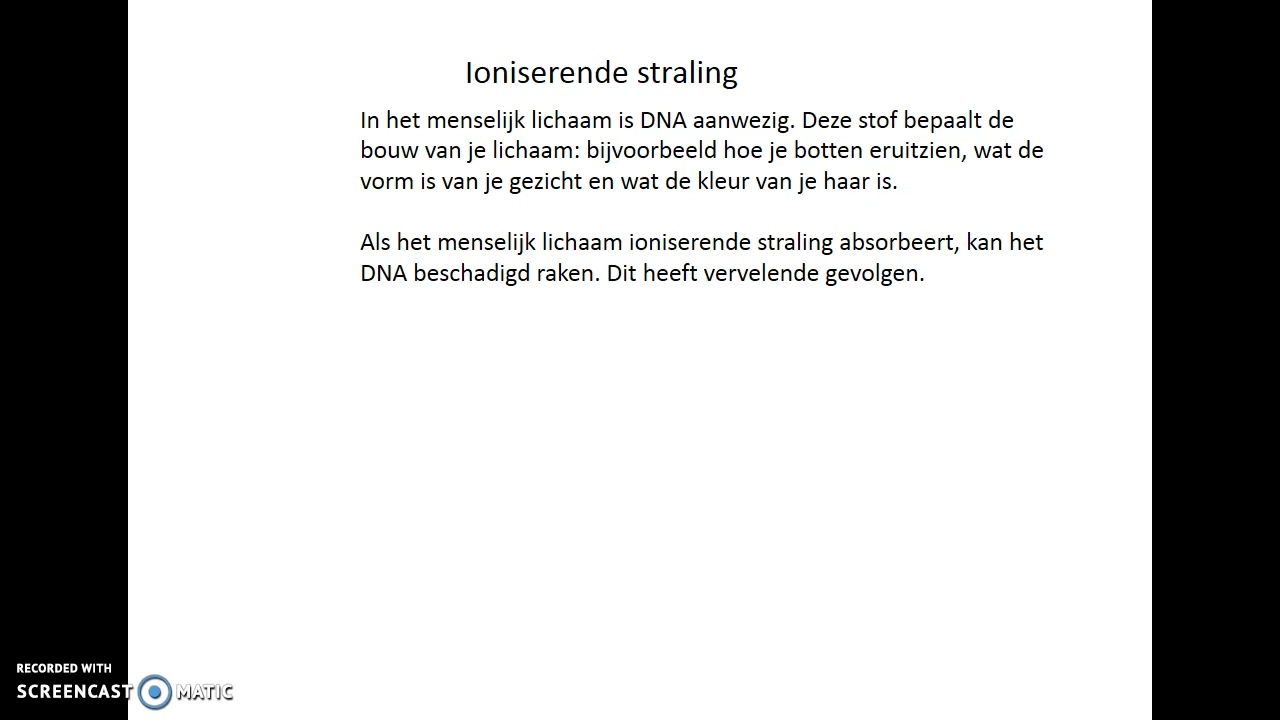 Ioniserende straling
In het menselijk lichaam is DNA aanwezig. Deze stof bepaalt de
bouw van je lichaam: bijvoorbeeld hoe je botten eruitzien, wat de
vorm is van je gezicht en wat de kleur van je haar is.
Als het menselijk lichaam ioniserende straling absorbeert, kan het
DNA beschadigd raken. Dit heeft vervelende gevolgen.
RECORDED WITH
SCREENCAST MATIC